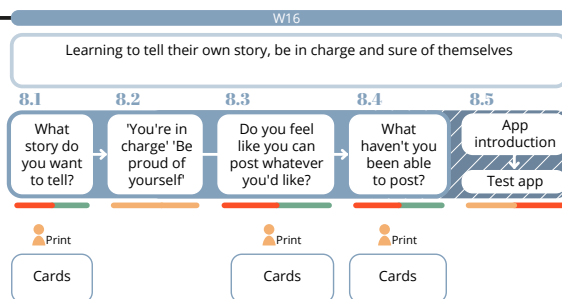 W16
Learning to tell their own story, be in charge and sure of themselves
8.1
8.2
8.3
8.4
8.5
What
story do
you want
to tell?
'You're in
charge' 'Be
proud of
yourself'
Do you feel
like you can
post whatever
you'd like?
What
haven't you
been able
to post?
App
introduction
Test app
Print
Print
Print
Cards
Cards
Cards